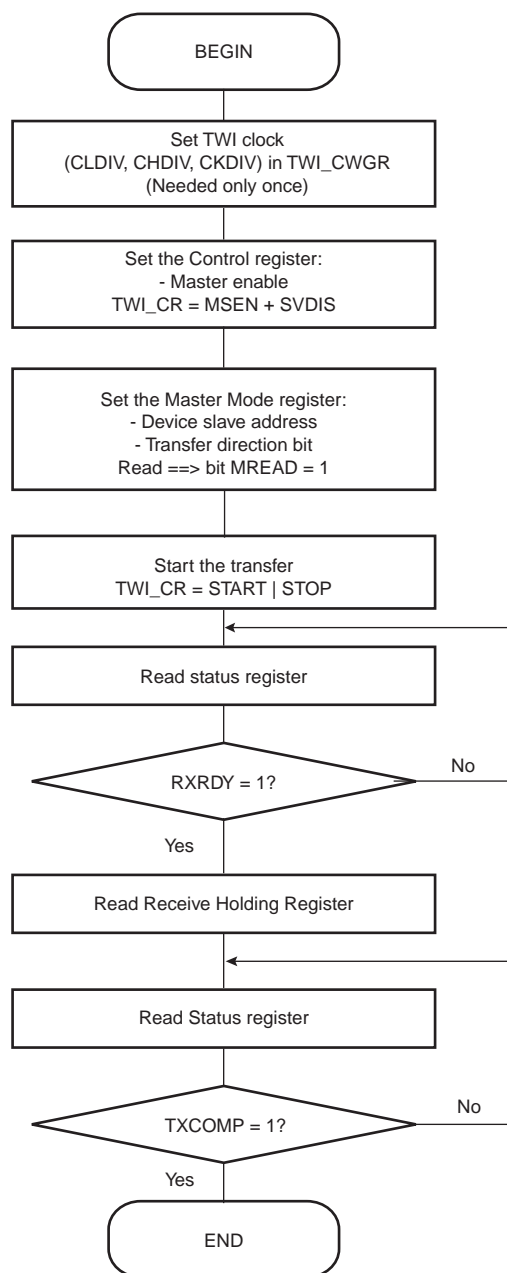 BEGIN
Set TWI clock
(CLDIV, CHDIV, CKDIV) in TWI_CWGR
(Needed only once)
Set the Control register:
- Master enable
TWI_CR = MSEN + SVDIS
Set the Master Mode register:
- Device slave address
- Transfer direction bit
Read ==> bit MREAD = 1
Start the transfer
TWI_CR = START | STOP
Read status register
RXRDY = 1?
No
Yes
Read Receive Holding Register
Read Status register
TXCOMP = 1?
No
Yes
END